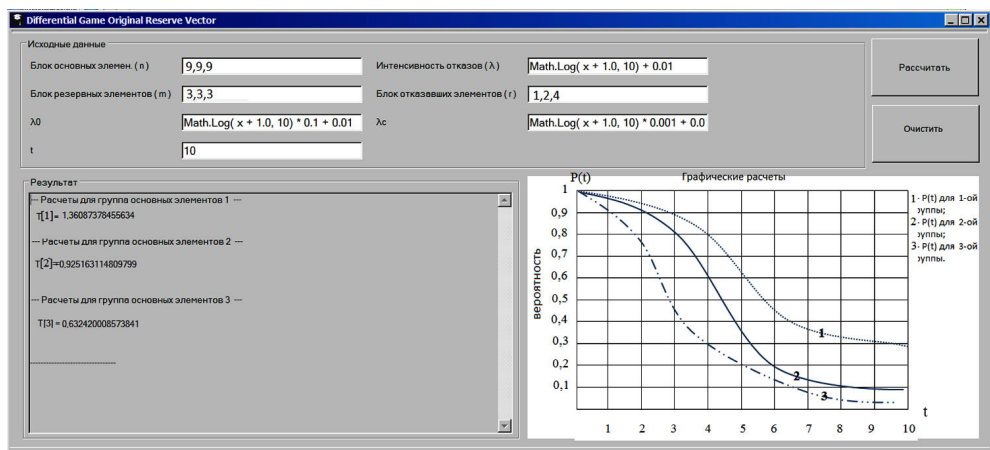 Differential Game Original Reserve Vector
Исходные данные
Блок основных элемен. ( n )
9,9,9
Интенсивность отказов ( λ )
Math.Log( x + 1.0, 10) + 0.01
Рассчитать
Блок резервных элементов ( m )
3,3,3
Блок отказавших элементов ( r )
1,2,4
λ0
Math.Log( x + 1.0, 10) * 0.1 + 0.01
λc
Math.Log( x + 1.0, 10) * 0.001 + 0.0
Очистить
t
10
Результат
--- Расчеты для группа основных элементов 1 ---
T[1] = 1,36087378455634
--- Расчеты для группа основных элементов 2 ---
T[2]=0,925163114809799
--- Расчеты для группа основных элементов 3 ---
T[3] = 0,632420008573841
P(t)
Графические расчеты
вероятность
1
0,9
0,8
0,7
0,6
0,5
0,4
0,3
0,2
0,1
1
2
3
1 2 3 4 5 6 7 8 9 10
t
1 - P(t) для 1-ой
руппы;
2 - P(t) для 2-ой
руппы;
3- P(t) для 3-ой
руппы.